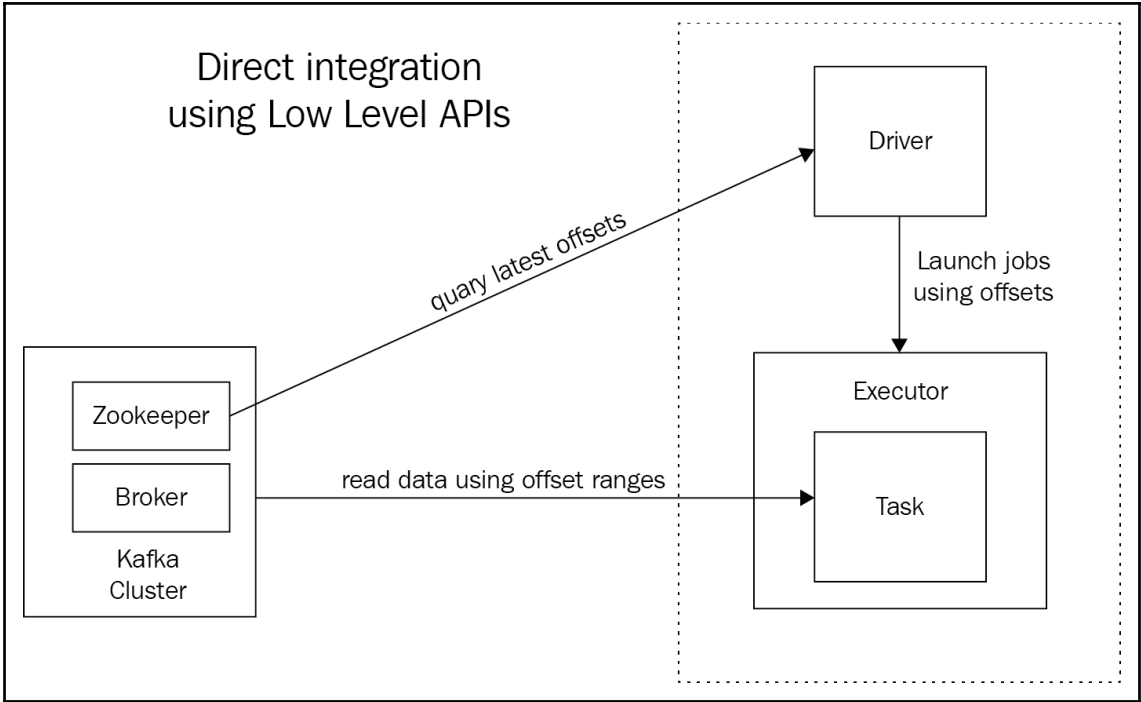 Direct integration
using Low Level APIs
Driver
quary latest offsets
Launch jobs
using offsets
Executor
Zookeeper
read data using offset ranges
Broker
Task
Kafka
Cluster